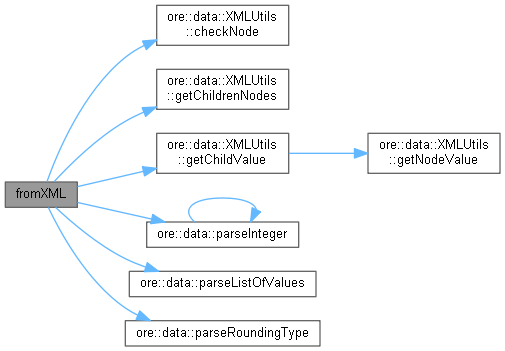 ore::data::XMLUtils
::checkNode
ore::data::XMLUtils
::getChildrenNodes
ore::data::XMLUtils
::getChildValue
ore::data::XMLUtils
::getNodeValue
fromXML
ore::data::parseInteger
ore::data::parseListOfValues
ore::data::parseRoundingType